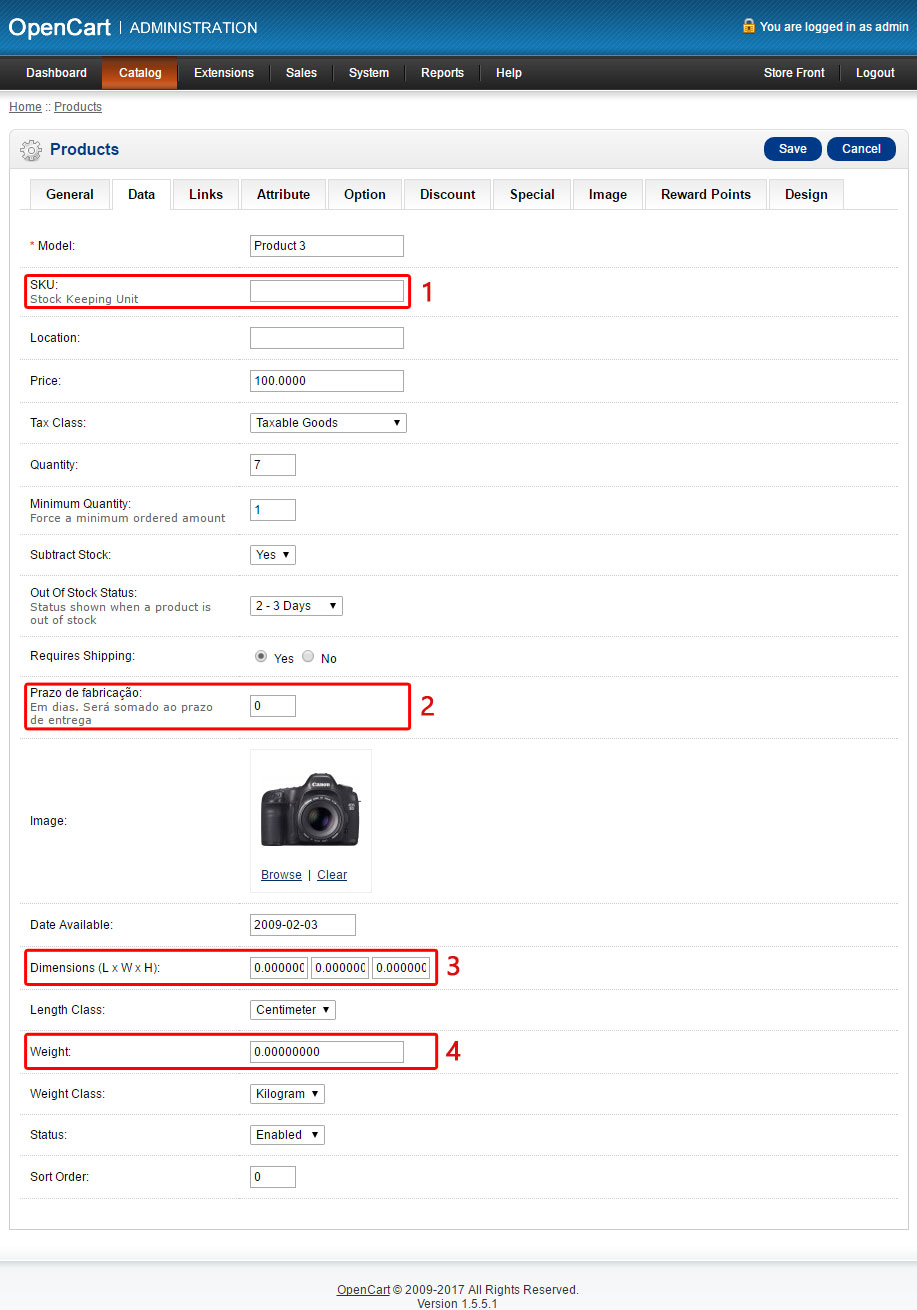 OpenCart | ADMINISTRATION You are logged in as admin
Dashboard Catalog Extensions Sales System Reports Help Store Front Logout
Home :: Products
Products Save Cancel
General Data Links Attribute Option Discount Special Image Reward Points Design
* Model: Product 3
SKU:
Stock Keeping Unit
1
Location:
Price: 100.0000
Tax Class: Taxable Goods
Quantity: 7
Minimum Quantity:
Force a minimum ordered amount
1
Subtract Stock: Yes
Out Of Stock Status:
Status shown when a product is
out of stock
2 - 3 Days
Requires Shipping: Yes No
Prazo de fabricação:
Em dias. Será somado ao prazo
de entrega
0
2
Image:
Canon
Browse | Clear
Date Available: 2009-02-03
Dimensions (L x W x H): 0.000000 0.000000 0.000000 3
Length Class: Centimeter
Weight: 0.00000000 4
Weight Class: Kilogram
Status: Enabled
Sort Order: 0
OpenCart © 2009-2017 All Rights Reserved.
Version 1.5.5.1